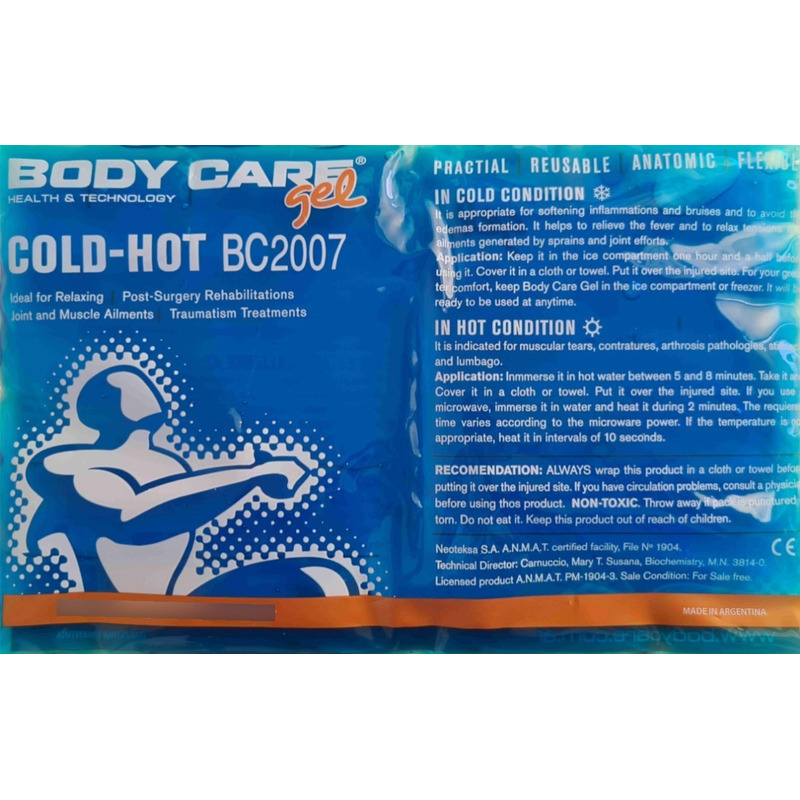 BODY CARE®
gel
HEALTH & TECHNOLOGY
COLD-HOT BC2007
Ideal for Relaxing | Post-Surgery Rehabilitations
Joint and Muscle Ailments | Traumatism Treatments
PRACTIAL | REUSABLE | ANATOMIC | FLEXIBLE
IN COLD CONDITION
It is appropriate for softening inflammations and bruises and to avoid
edemas formation. It helps to relieve the fever and to relax tensions
ailments generated by sprains and joint efforts.
Application: Keep it in the ice compartment one hour and a half before
using it. Cover it in a cloth or towel. Put it over the injured site. For your grea
ter comfort, keep Body Care Gel in the ice compartment or freezer. It will b
ready to be used at anytime.
IN HOT CONDITION
It is indicated for muscular tears, contratures, arthrosis pathologies,
and lumbago.
Application: Inmmerse it in hot water between 5 and 8 minutes. Take it a
Cover it in a cloth or towel. Put it over the injured site. If you use
microwave, immerse it in water and heat it during 2 minutes. The require
time varies according to the microware power. If the temperature is no
appropriate, heat it in intervals of 10 seconds.
RECOMENDATION: ALWAYS wrap this product in a cloth or towel before
putting it over the injured site. If you have circulation problems, consult a physici
before using thos product. NON-TOXIC. Throw away if pack is punctured
torn. Do not eat it. Keep this product out of reach of children.
Neoteksa S.A. A.N.M.A.T. certified facility, File Nº 1904.
CE
Technical Director: Carnuccio, Mary T. Susana, Biochemistry, M.N. 3814-0.
Licensed product A.N.M.A.T. PM-1904-3. Sale Condition: For Sale free.
MADE IN ARGENTINA